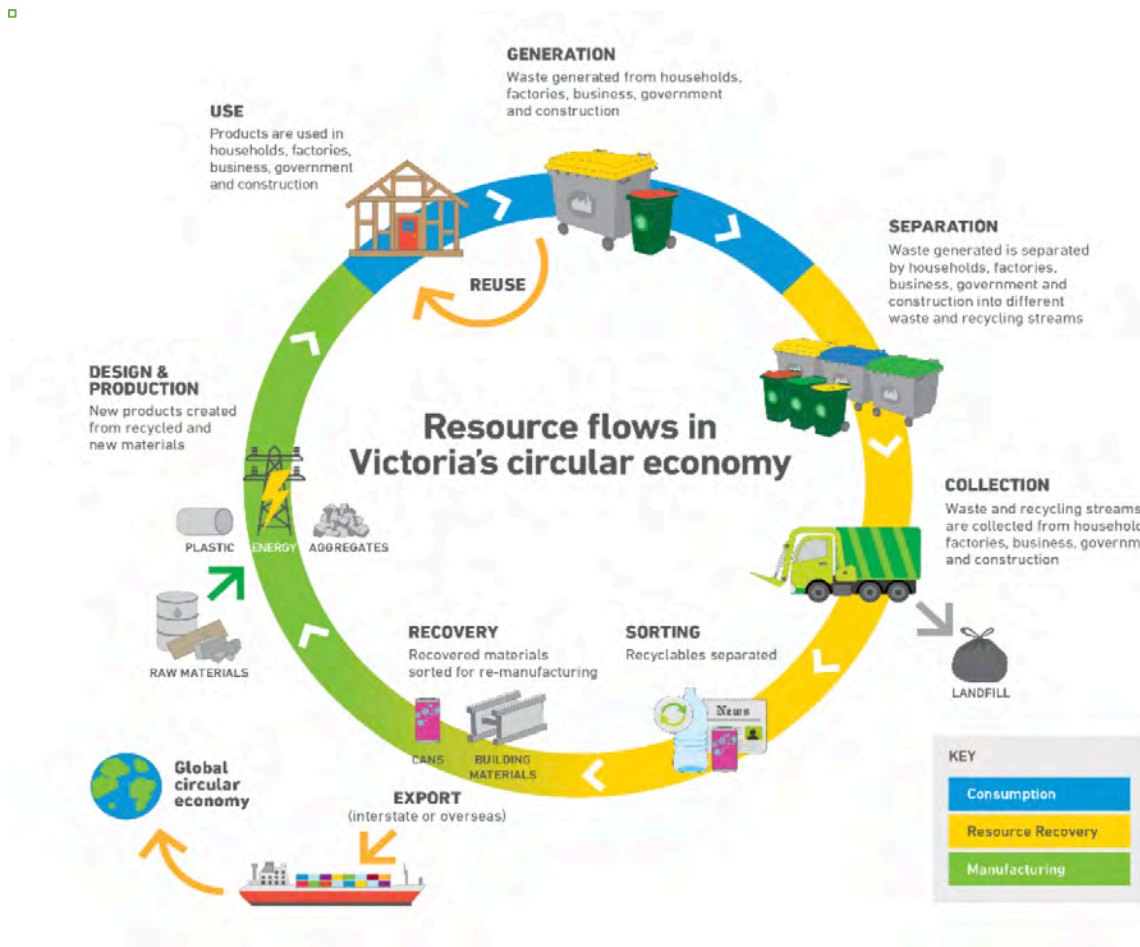 GENERATION
Waste generated from households,
factories, business, government
and construction
USE
Products are used in
households, factories,
business, government
and construction
SEPARATION
Waste generated is separated
by households, factories,
business, government and
construction into different
waste and recycling streams
REUSE
DESIGN &
PRODUCTION
New products created
from recycled and
new materials
Resource flows in
Victoria's circular economy
COLLECTION
Waste and recycling streams
are collected from househol
factories, business, governm
and construction
PLASTIC
ENERGY
AGGREGATES
RAW MATERIALS
RECOVERY
Recovered materials
sorted for re-manufacturing
SORTING
Recyclables separated
News
LANDFILL
CANS
BUILDING
MATERIALS
Global
circular
economy
EXPORT
(interstate or overseas)
KEY
Consumption
Resource Recovery
Manufacturing